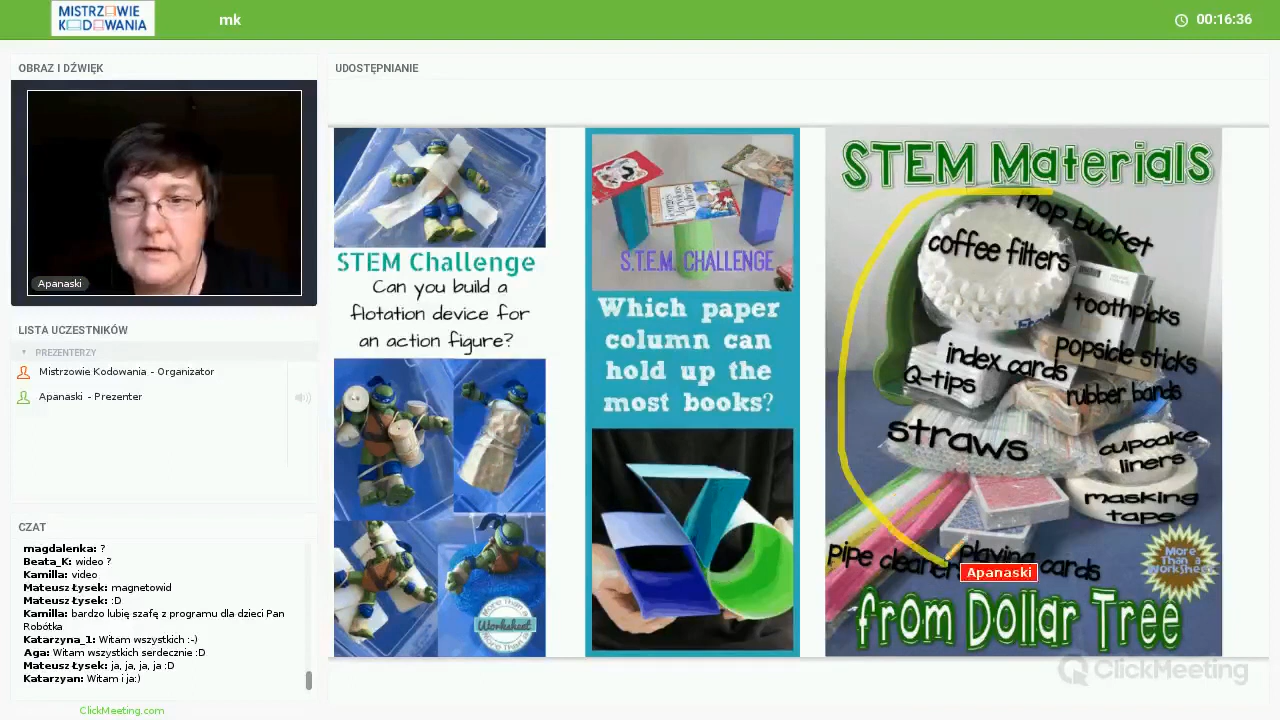 MISTRZOWIE
KODOWANIA
mk
00:16:36
OBRAZ I DŹWIĘK
Apanaski
LISTA UCZESTNIKÓW
PREZENTERZY
Mistrzowie Kodowania - Organizator
Apanaski - Prezenter
CZAT
magdalenka: ?
Beata_K: wideo ?
Kamilla: video
Mateusz Łysek: magnetowid
Mateusz Łysek: :D
Kamilla: bardzo lubię szafę z programu dla dzieci Pan
Robótka
Katarzyna_1: Witam wszystkich :-)
Aga: Witam wszystkich serdecznie :D
Mateusz Łysek: ja, ja, ja, ja :D
Katarzyan: Witam i ja:)
ClickMeeting.com
UDOSTĘPNIANIE
STEM Challenge
Can you build a
flotation device for
an action figure?
More Than a
Worksheet
S.T.E.M. CHALLENGE
Which paper
column can
hold up the
most books?
STEM Materials
mop bucket
coffee filters
toothpicks
index cards
popsicle sticks
Q-tips
rubber bands
straws
cupcake
liners
masking
tape
pipe cleaners
playing cards
Apanaski
More
Than a
Worksheet
from Dollar Tree
ClickMeeting